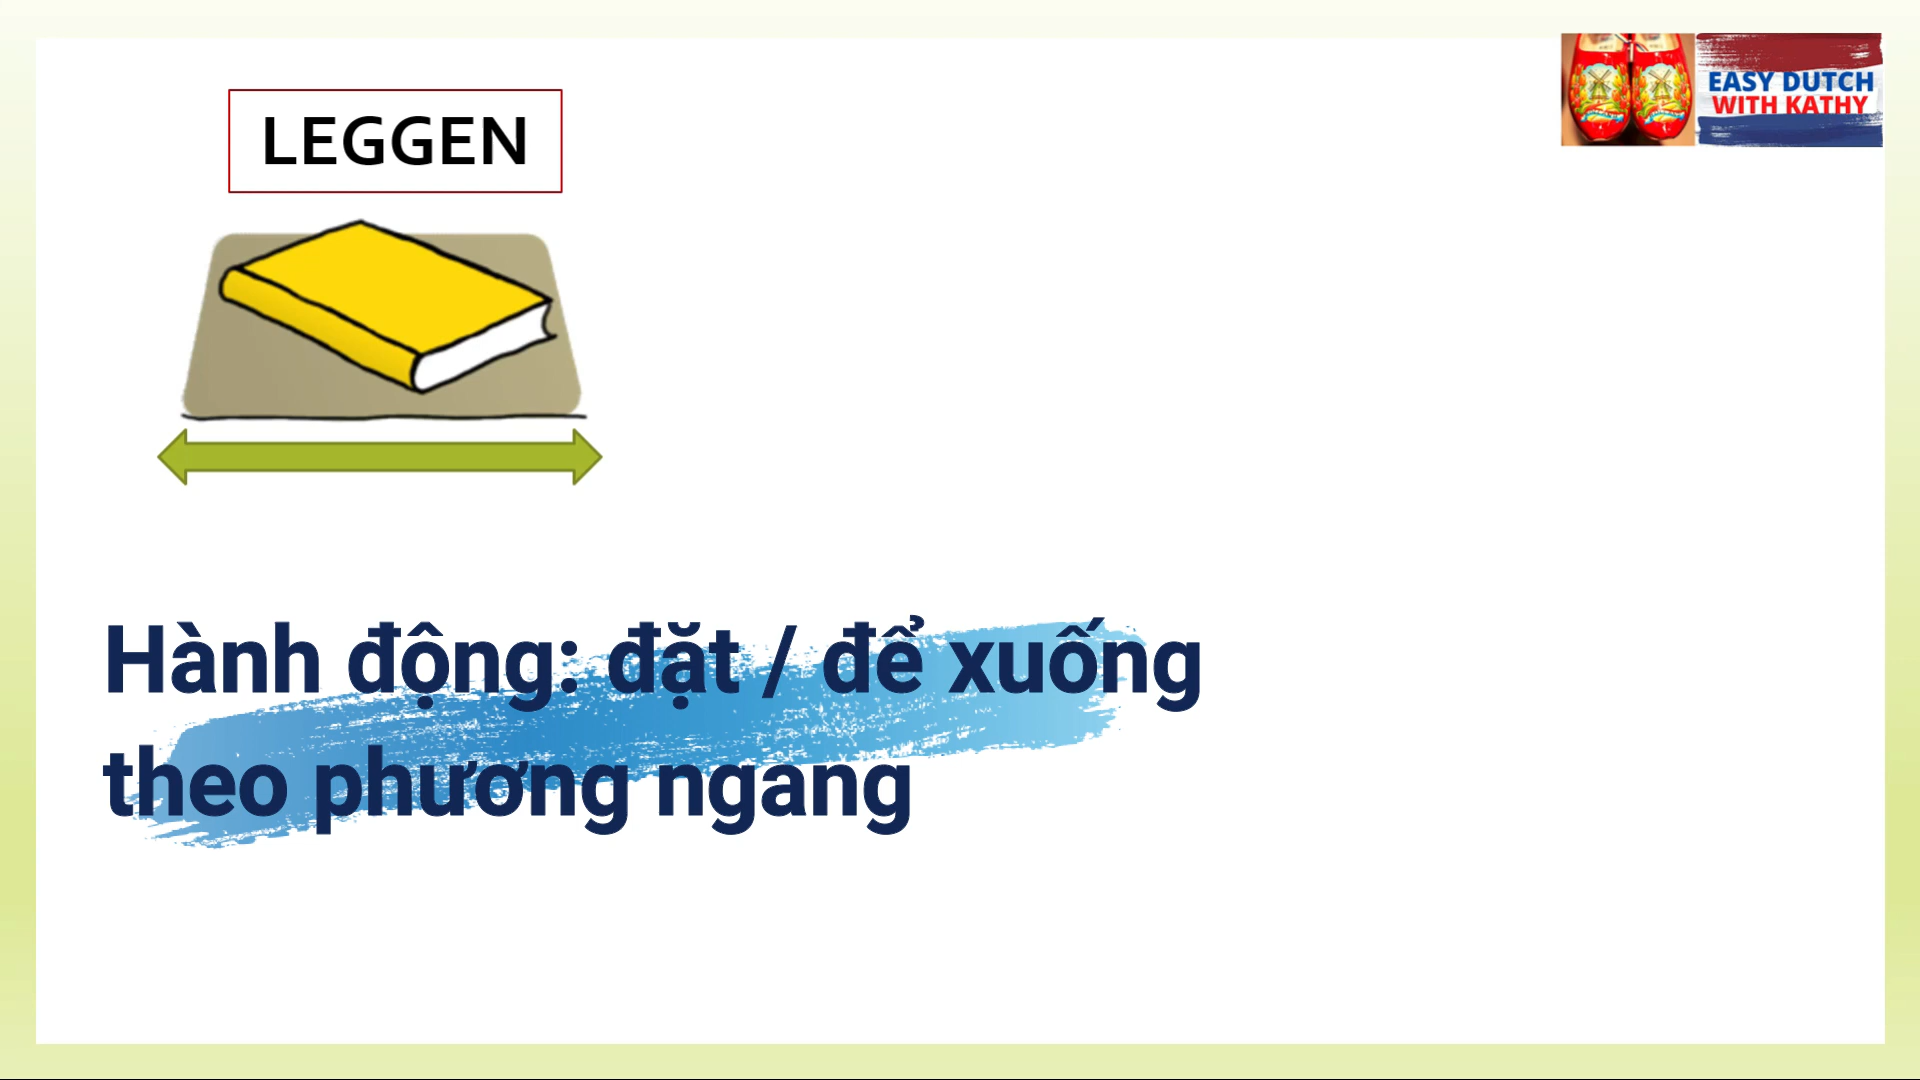 LEGGEN
EASY DUTCH
WITH KATHY
Hành động: đặt / để xuống
theo phương ngang